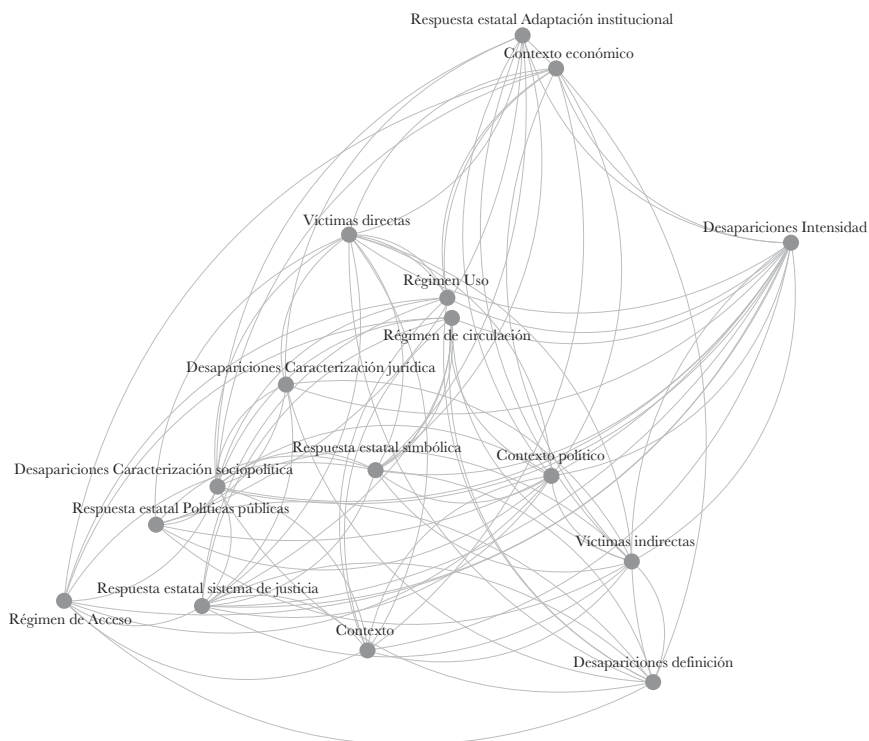 Respuesta estatal Adaptación institucional
Contexto económico
Víctimas directas
Desapariciones Intensidad
Régimen Uso
Régimen de circulación
Desapariciones Caracterización jurídica
Respuesta estatal simbólica
Contexto político
Desapariciones Caracterización sociopolítica
Respuesta estatal Políticas públicas
Víctimas indirectas
Respuesta estatal sistema de justicia
Régimen de Acceso
Contexto
Desapariciones definición